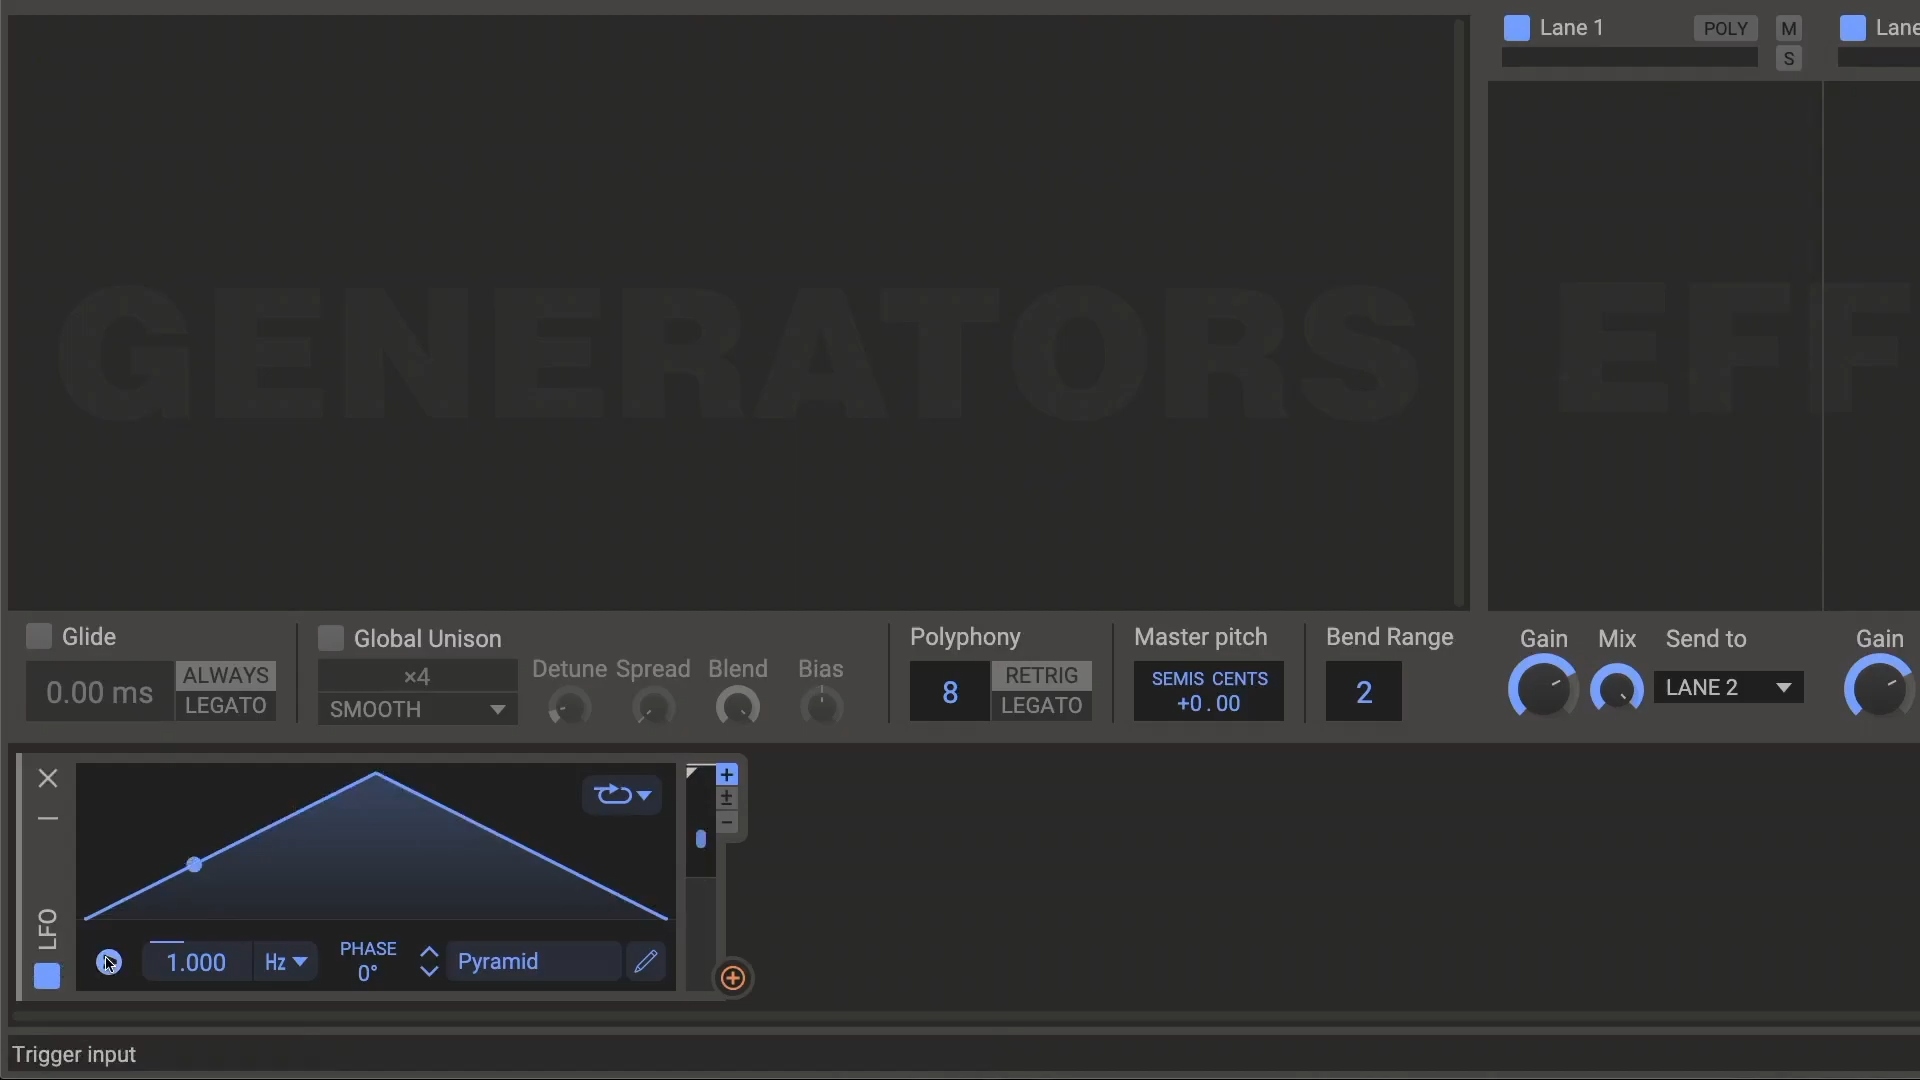 Lane 1
POLY
M
S
Lane
GENERATORS
EFF
Glide
0.00 ms
ALWAYS
LEGATO
Global Unison
×4
SMOOTH
Detune
Spread
Blend
Bias
Polyphony
8
RETRIG
LEGATO
Master pitch
SEMIS CENTS
+0.00
Bend Range
2
Gain
Mix
Send to
LANE 2
Gain
LFO
1.000
Hz
PHASE
0°
Pyramid
+
±
−
Trigger input